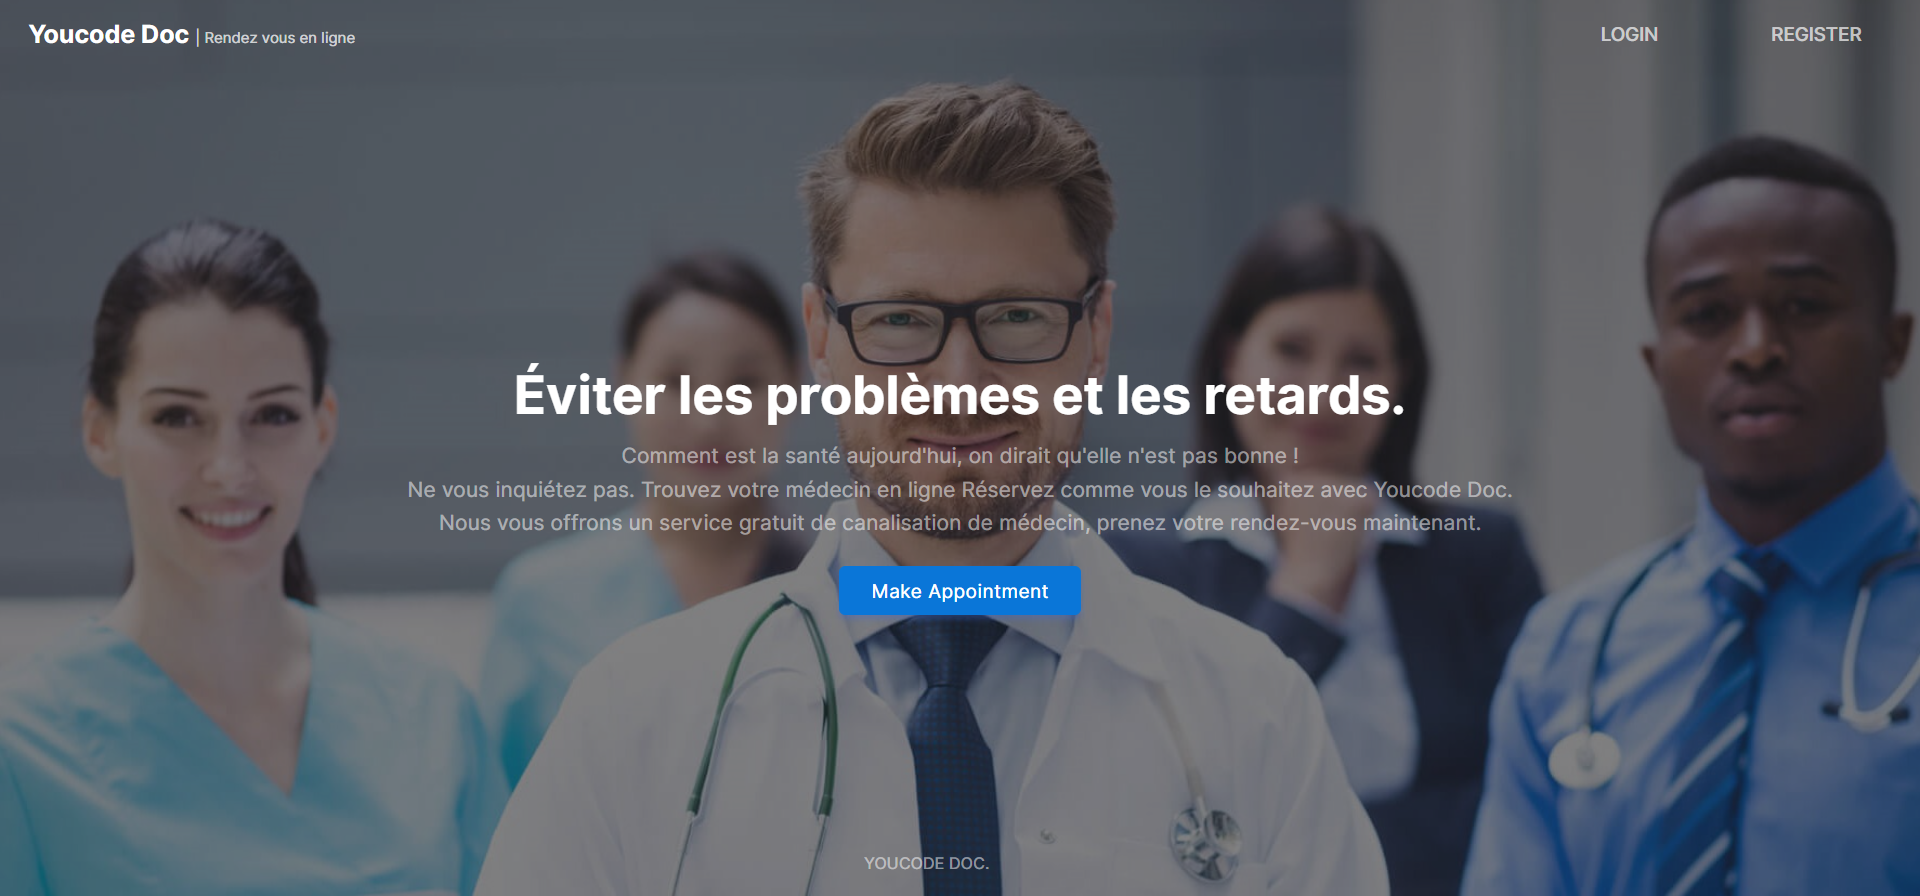 Youcode Doc | Rendez vous en ligne
LOGIN
REGISTER
Éviter les problèmes et les retards.
Comment est la santé aujourd'hui, on dirait qu'elle n'est pas bonne !
Ne vous inquiétez pas. Trouvez votre médecin en ligne Réservez comme vous le souhaitez avec Youcode Doc.
Nous vous offrons un service gratuit de canalisation de médecin, prenez votre rendez-vous maintenant.
Make Appointment
YOUCODE DOC.